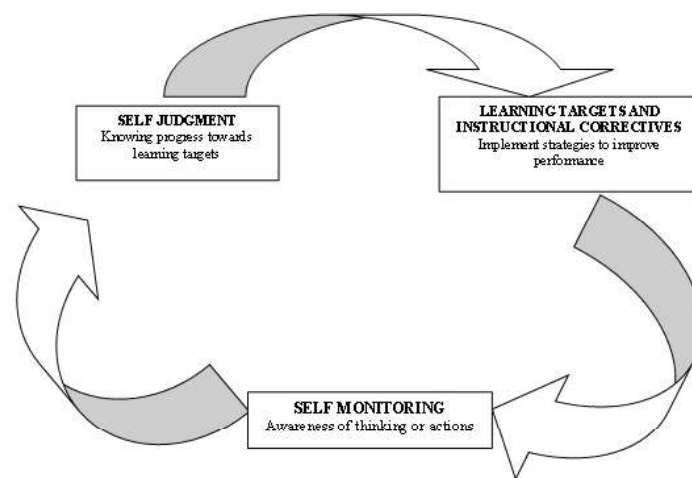 SELF JUDGMENT
Knowing progress towards
learning targets
LEARNING TARGETS AND
INSTRUCTIONAL CORRECTIVES
Implement strategies to improve
performance
SELF MONITORING
Awareness of thinking or actions